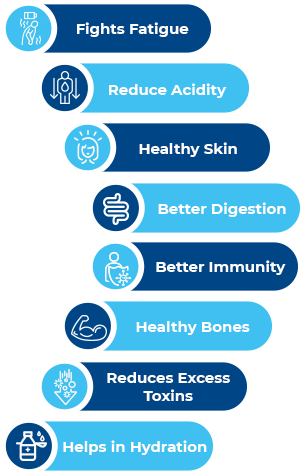 Fights Fatigue
Reduce Acidity
Healthy Skin
Better Digestion
Better Immunity
Healthy Bones
Reduces Excess
Toxins
Helps in Hydration